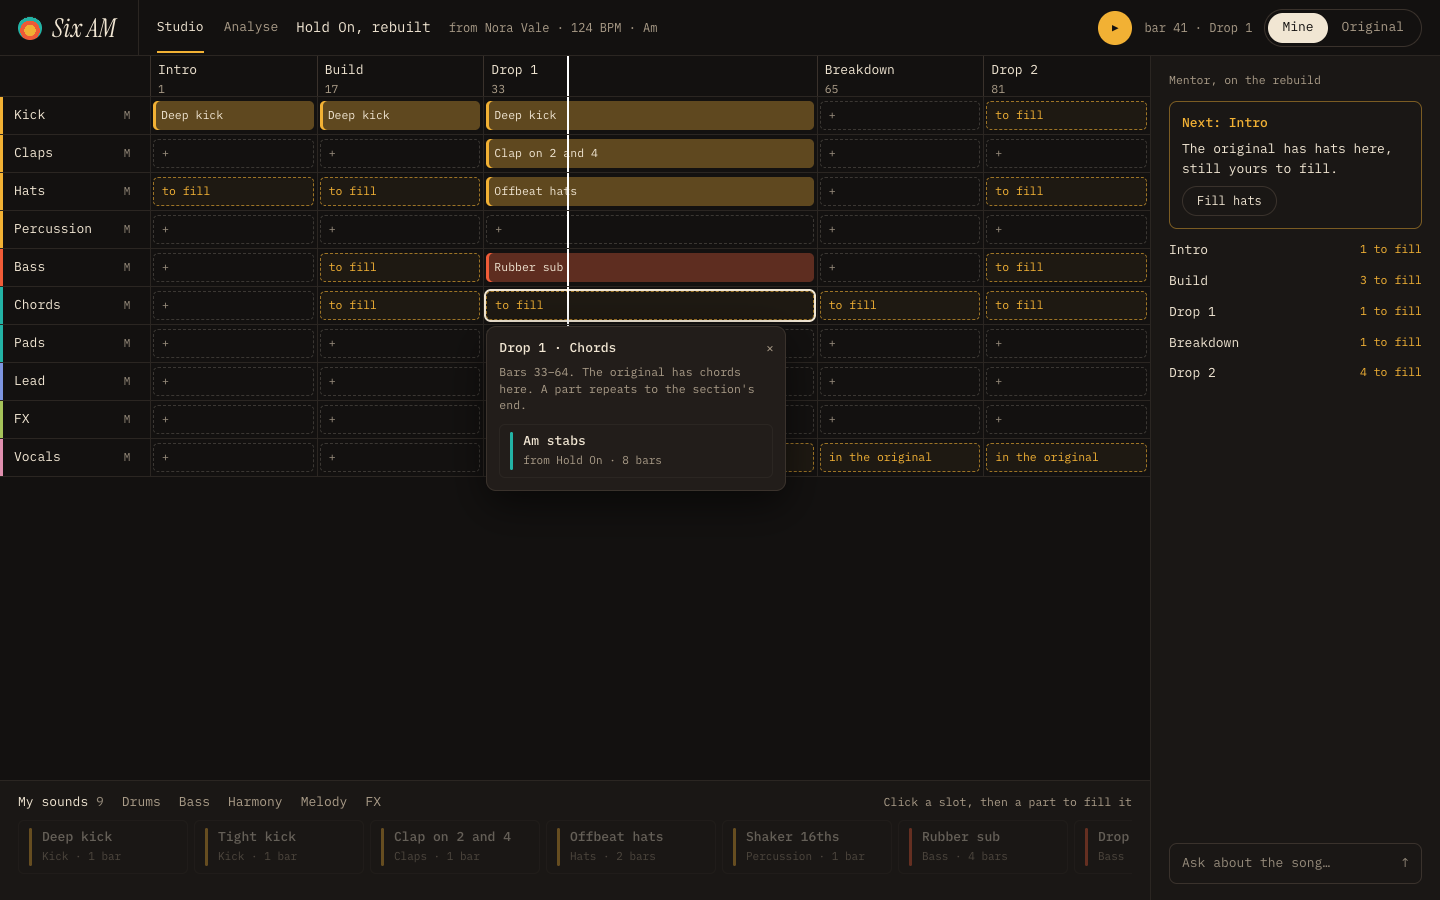 Six AM
Studio
Analyse
Hold On, rebuilt
from Nora Vale · 124 BPM · Am
▶
bar 41 · Drop 1
Mine
Original
Intro
1
Build
17
Drop 1
33
Breakdown
65
Drop 2
81
Kick M
Deep kick
Deep kick
Deep kick
+
to fill
Claps M
+
+
Clap on 2 and 4
+
+
Hats M
to fill
to fill
Offbeat hats
+
to fill
Percussion M
+
+
+
+
+
Bass M
+
to fill
Rubber sub
+
to fill
Chords M
+
to fill
to fill
to fill
to fill
Pads M
+
+
+
+
Lead M
+
+
+
+
FX M
+
+
+
+
Vocals M
+
+
in the original
in the original
Drop 1 · Chords ×
Bars 33–64. The original has chords
here. A part repeats to the section's
end.
Am stabs
from Hold On · 8 bars
Mentor, on the rebuild
Next: Intro
The original has hats here,
still yours to fill.
Fill hats
Intro 1 to fill
Build 3 to fill
Drop 1 1 to fill
Breakdown 1 to fill
Drop 2 4 to fill
Ask about the song… ↑
My sounds 9
Drums
Bass
Harmony
Melody
FX
Click a slot, then a part to fill it
Deep kick
Kick · 1 bar
Tight kick
Kick · 1 bar
Clap on 2 and 4
Claps · 1 bar
Offbeat hats
Hats · 2 bars
Shaker 16ths
Percussion · 1 bar
Rubber sub
Bass · 4 bars
Drop
Bass